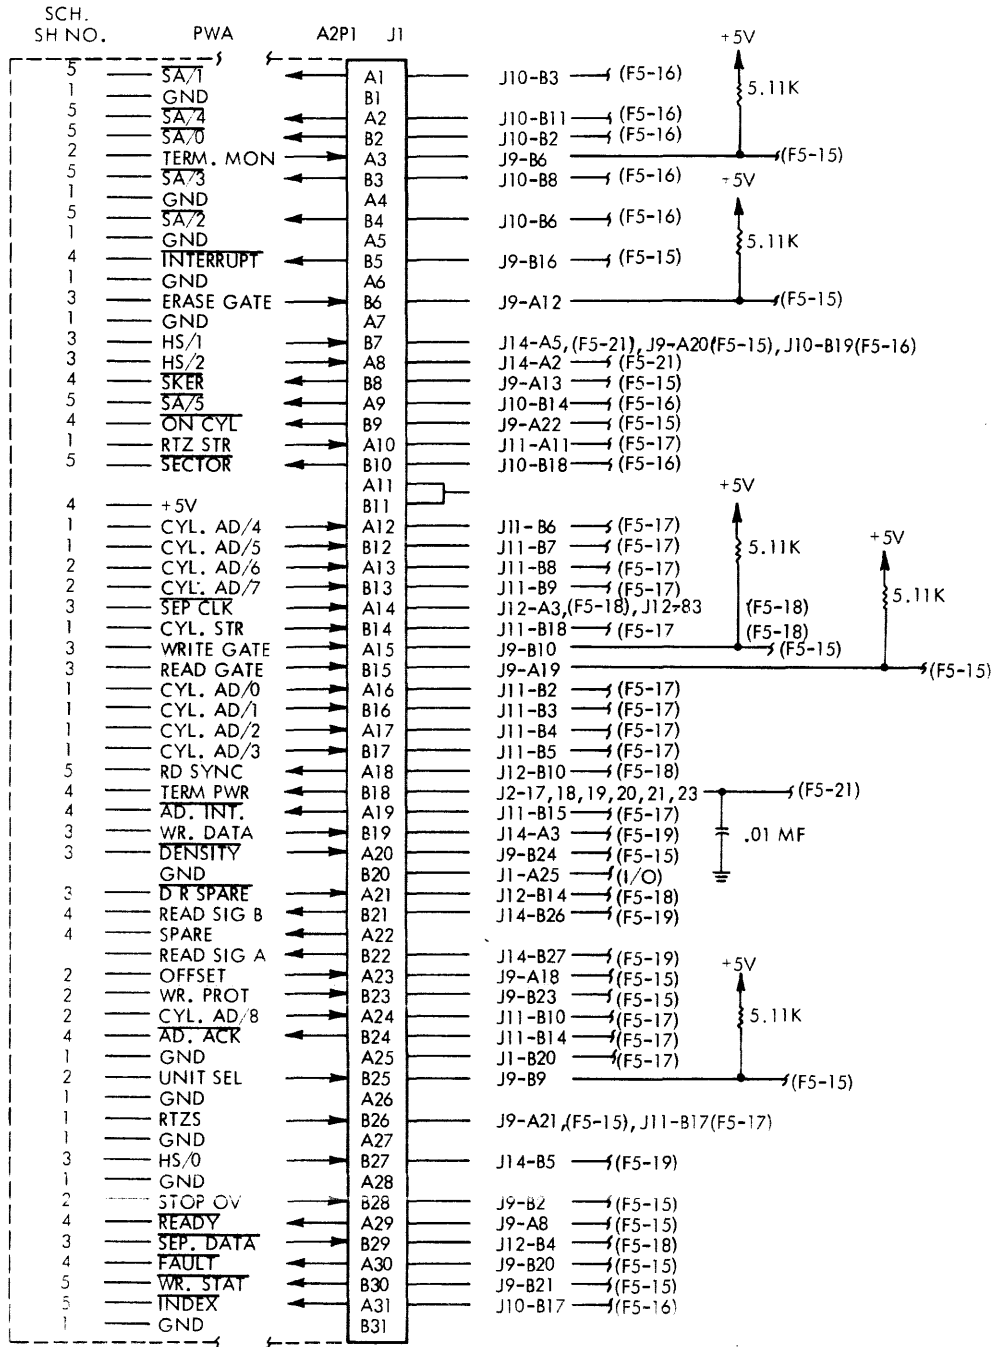 SCH.
SH NO. PWA A2P1 J1
+5V
5 SA/1 A1 J10-B3 (F5-16)
5.11K
1 GND B1
5 SA/4 A2 J10-B11 (F5-16)
5 SA/0 B2 J10-B2 (F5-16)
2 TERM. MON A3 J9-B6 (F5-15)
5 SA/3 B3 J10-B8 (F5-16)
+5V
1 GND A4
5 SA/2 B4 J10-B6 (F5-16)
1 GND A5
5.11K
4 INTERRUPT B5 J9-B16 (F5-15)
1 GND A6
3 ERASE GATE B6 J9-A12 (F5-15)
1 GND A7
3 HS/1 B7 J14-A5,(F5-21), J9-A20(F5-15), J10-B19(F5-16)
3 HS/2 A8 J14-A2 (F5-21)
4 SKER B8 J9-A13 (F5-15)
5 SA/5 A9 J10-B14 (F5-16)
4 ON CYL B9 J9-A22 (F5-15)
1 RTZ STR A10 J11-A11 (F5-17)
5 SECTOR B10 J10-B18 (F5-16)
A11
+5V
4 +5V B11
1 CYL. AD/4 A12 J11-B6 (F5-17)
1 CYL. AD/5 B12 J11-B7 (F5-17)
5.11K
+5V
2 CYL. AD/6 A13 J11-B8 (F5-17)
2 CYL. AD/7 B13 J11-B9 (F5-17)
5.11K
3 SEP CLK A14 J12-A3,(F5-18), J12-83 (F5-18)
1 CYL. STR B14 J11-B18 (F5-17 (F5-18)
3 WRITE GATE A15 J9-B10 (F5-15)
3 READ GATE B15 J9-A19 (F5-15)
1 CYL. AD/0 A16 J11-B2 (F5-17)
1 CYL. AD/1 B16 J11-B3 (F5-17)
1 CYL. AD/2 A17 J11-B4 (F5-17)
1 CYL. AD/3 B17 J11-B5 (F5-17)
5 RD SYNC A18 J12-B10 (F5-18)
4 TERM PWR B18 J2-17,18,19,20,21,23 (F5-21)
4 AD. INT. A19 J11-B15 (F5-17)
3 WR. DATA B19 J14-A3 (F5-19)
.01 MF
3 DENSITY A20 J9-B24 (F5-15)
GND B20 J1-A25 (I/O)
3 D R SPARE A21 J12-B14 (F5-18)
4 READ SIG B B21 J14-B26 (F5-19)
4 SPARE A22
READ SIG A B22 J14-B27 (F5-19)
+5V
2 OFFSET A23 J9-A18 (F5-15)
2 WR. PROT B23 J9-B23 (F5-15)
2 CYL. AD/8 A24 J11-B10 (F5-17)
5.11K
4 AD. ACK B24 J11-B14 (F5-17)
1 GND A25 J1-B20 (F5-17)
2 UNIT SEL B25 J9-B9 (F5-15)
1 GND A26
1 RTZS B26 J9-A21,(F5-15), J11-B17(F5-17)
1 GND A27
3 HS/0 B27 J14-B5 (F5-19)
1 GND A28
2 STOP OV B28 J9-B2 (F5-15)
4 READY A29 J9-A8 (F5-15)
3 SEP. DATA B29 J12-B4 (F5-18)
4 FAULT A30 J9-B20 (F5-15)
5 WR. STAT B30 J9-B21 (F5-15)
5 INDEX A31 J10-B17 (F5-16)
1 GND B31